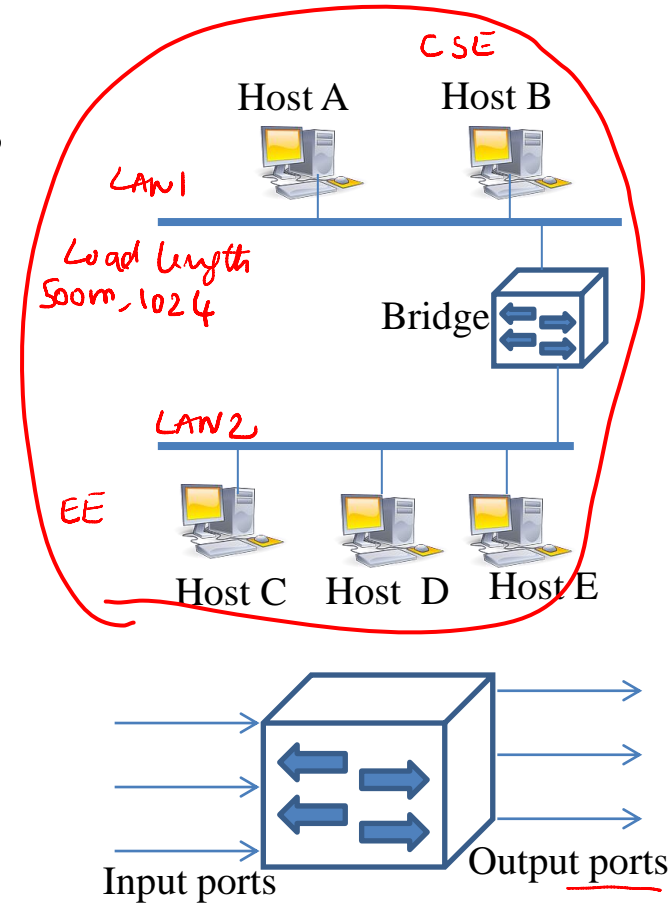 CSE
Host A Host B
LAN1
Load length
500m, 1024
Bridge
LAN2
EE
Host C Host D Host E
Input ports
Output ports